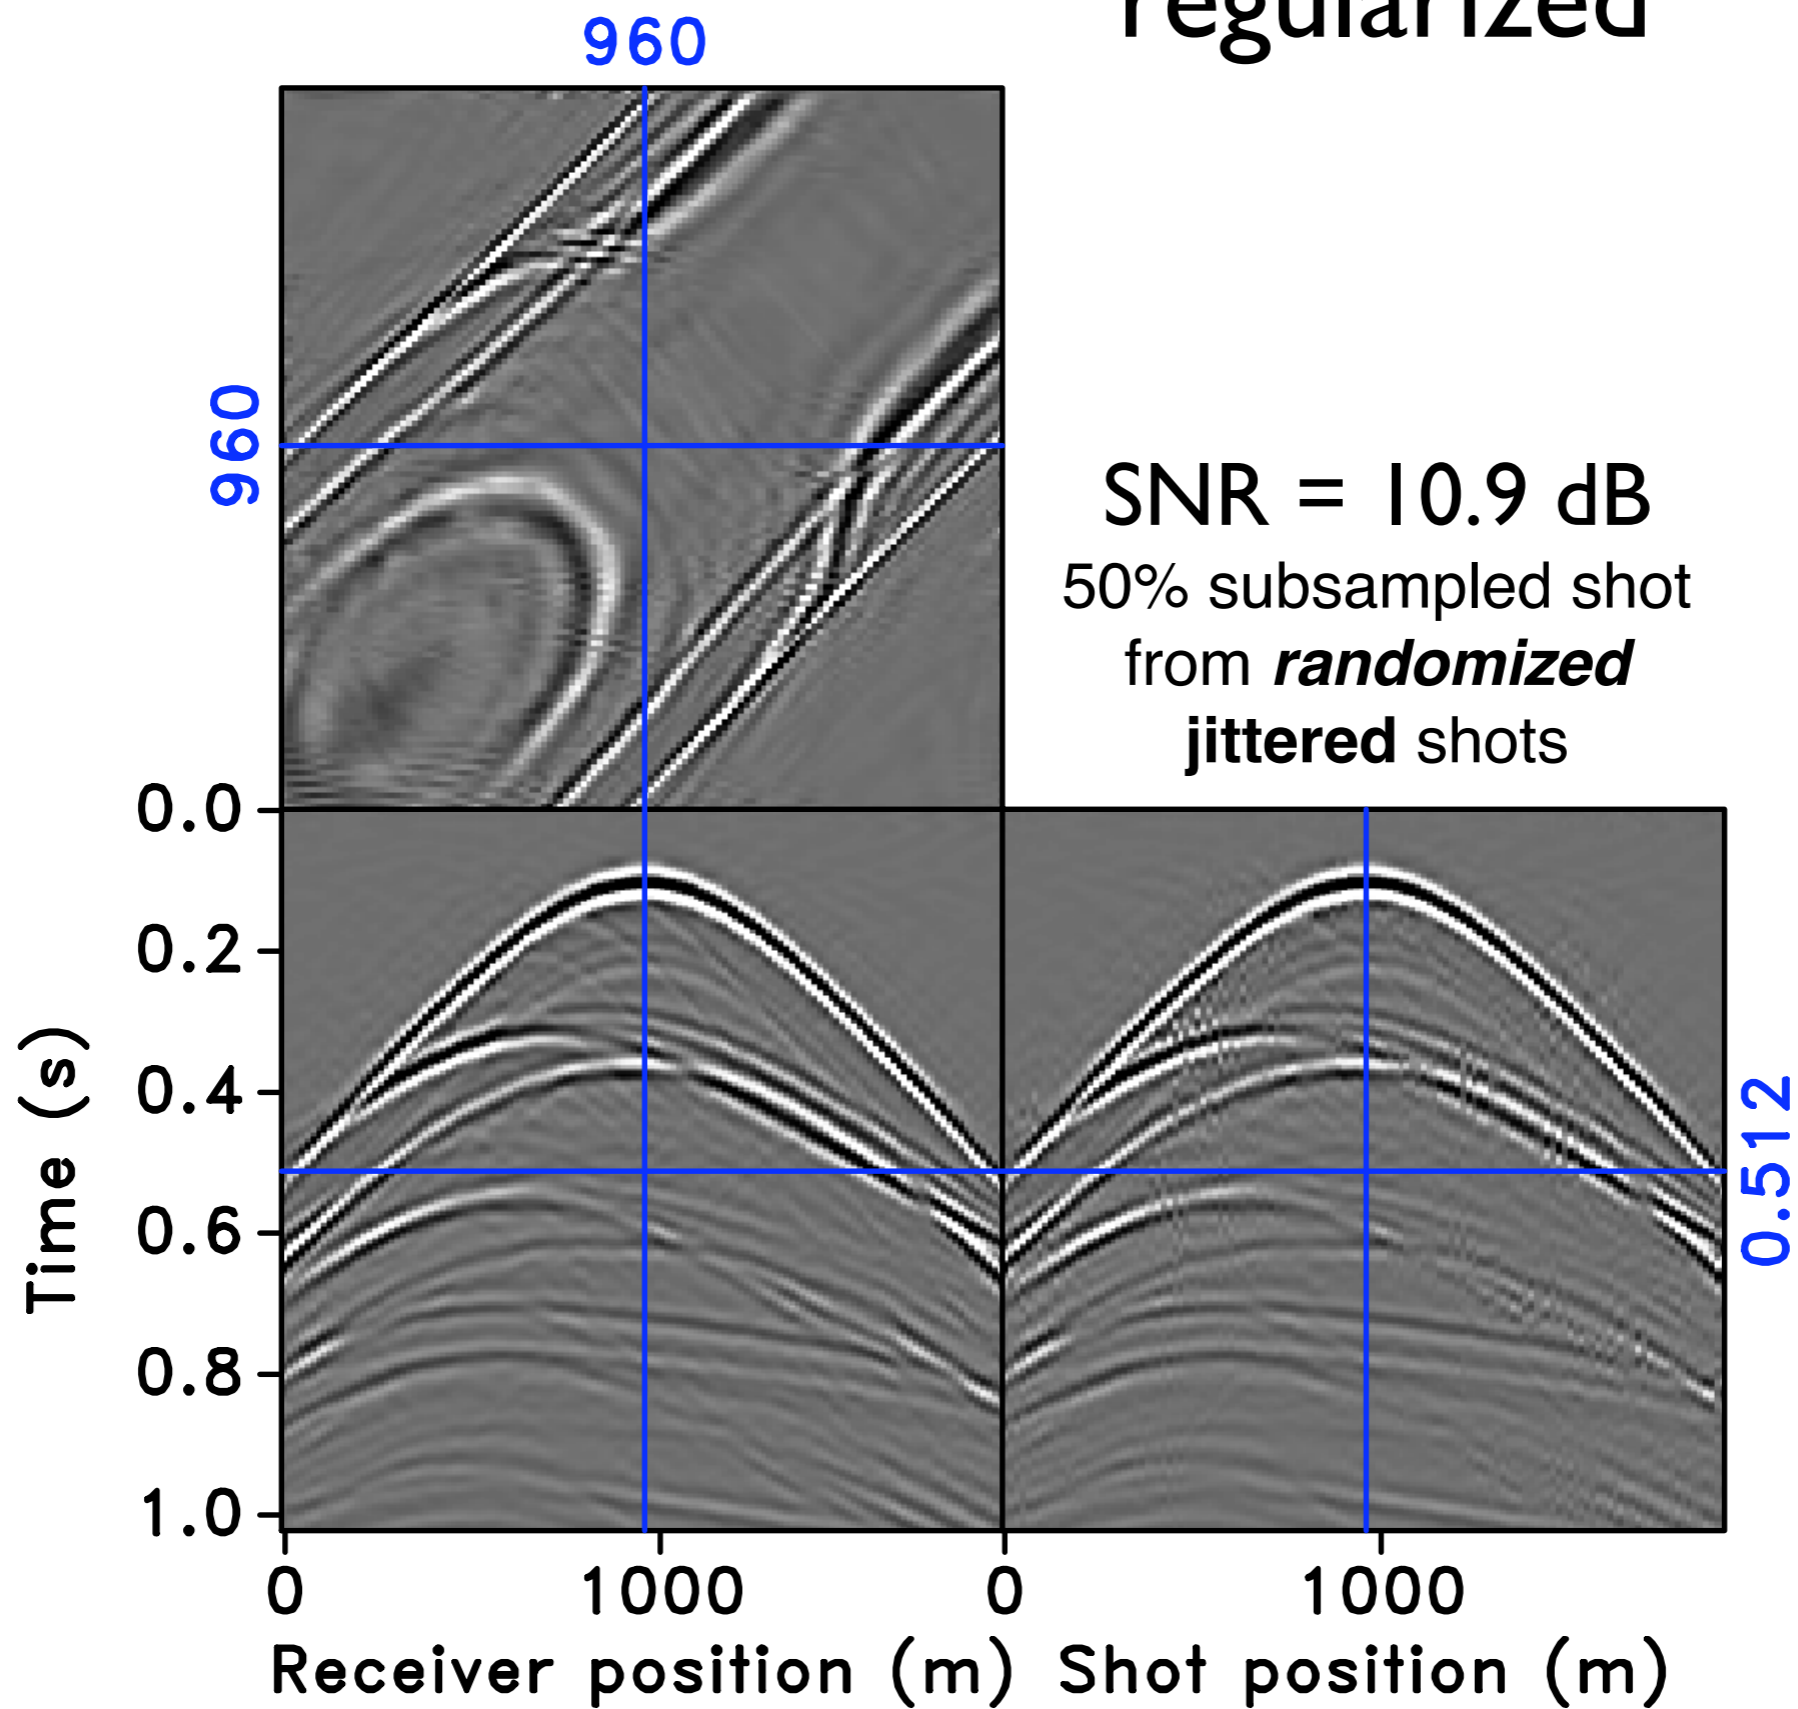 regularized
960
960
SNR = 10.9 dB
50% subsampled shot
from randomized
jittered shots
0.0
0.2
0.4
0.6
0.8
1.0
Time (s)
0.512
0 1000 0 1000
Receiver position (m) Shot position (m)